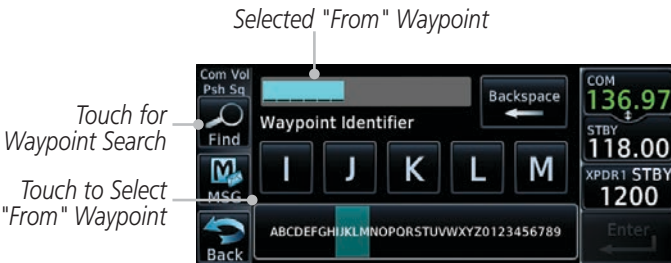 Selected "From" Waypoint
Com Vol
Psh Sq
Touch for
Waypoint Search
Find
Backspace
Waypoint Identifier
COM
136.97
STBY
118.00
MSG
Touch to Select
"From" Waypoint
I J K L M
XPDR1 STBY
1200
Back
ABCDEFGHIJKLMNOPQRSTUVWXYZ0123456789
Enter